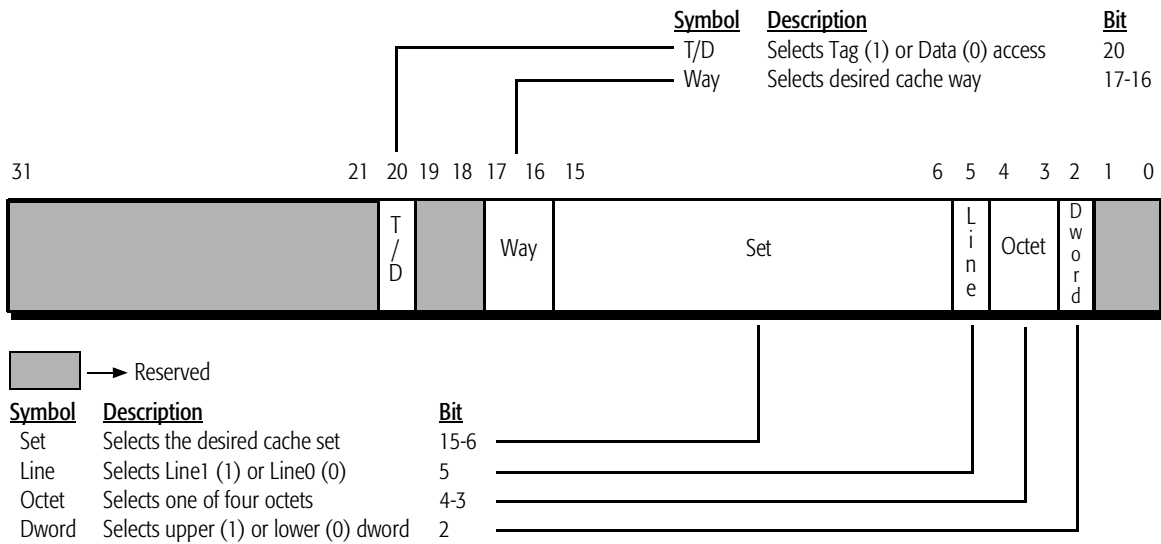 Symbol Description Bit
T/D Selects Tag (1) or Data (0) access 20
Way Selects desired cache way 17-16
31 21 20 19 18 17 16 15 6 5 4 3 2 1 0
T/D Way Set Line Octet Dword
Reserved
Symbol Description Bit
Set Selects the desired cache set 15-6
Line Selects Line1 (1) or Line0 (0) 5
Octet Selects one of four octets 4-3
Dword Selects upper (1) or lower (0) dword 2